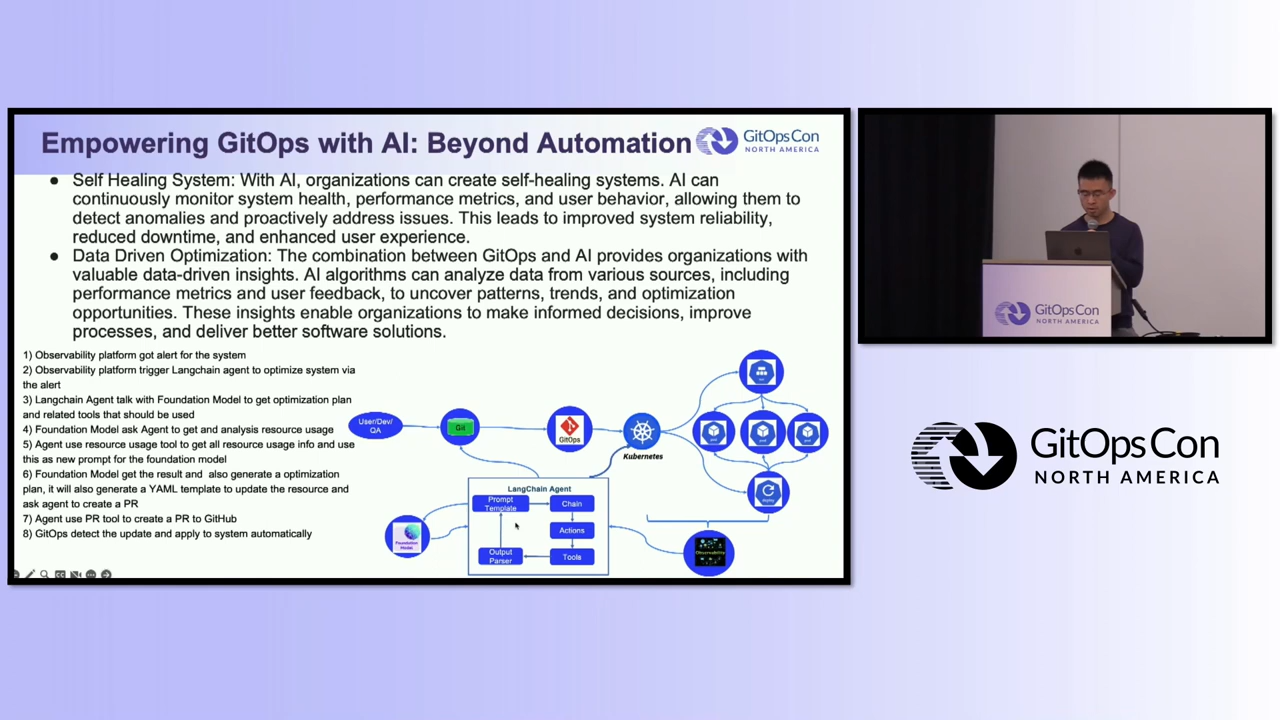 Empowering GitOps with AI: Beyond Automation
GitOpsCon
NORTH AMERICA
● Self Healing System: With AI, organizations can create self-healing systems. AI can
continuously monitor system health, performance metrics, and user behavior, allowing them to
detect anomalies and proactively address issues. This leads to improved system reliability,
reduced downtime, and enhanced user experience.
● Data Driven Optimization: The combination between GitOps and AI provides organizations with
valuable data-driven insights. AI algorithms can analyze data from various sources, including
performance metrics and user feedback, to uncover patterns, trends, and optimization
opportunities. These insights enable organizations to make informed decisions, improve
processes, and deliver better software solutions.
1) Observability platform got alert for the system
2) Observability platform trigger Langchain agent to optimize system via
the alert
3) Langchain Agent talk with Foundation Model to get optimization plan
and related tools that should be used
4) Foundation Model ask Agent to get and analysis resource usage
5) Agent use resource usage tool to get all resource usage info and use
this as new prompt for the foundation model
6) Foundation Model get the result and also generate a optimization
plan, it will also generate a YAML template to update the resource and
ask agent to create a PR
7) Agent use PR tool to create a PR to GitHub
8) GitOps detect the update and apply to system automatically
User/Dev/
QA
Git
GitOps
Kubernetes
pod
pod
pod
deploy
LangChain Agent
Prompt
Template
Chain
Actions
Output
Parser
Tools
Foundation
Model
Observability
GitOpsCon
NORTH AMERICA
GitOpsCon
NORTH AMERICA